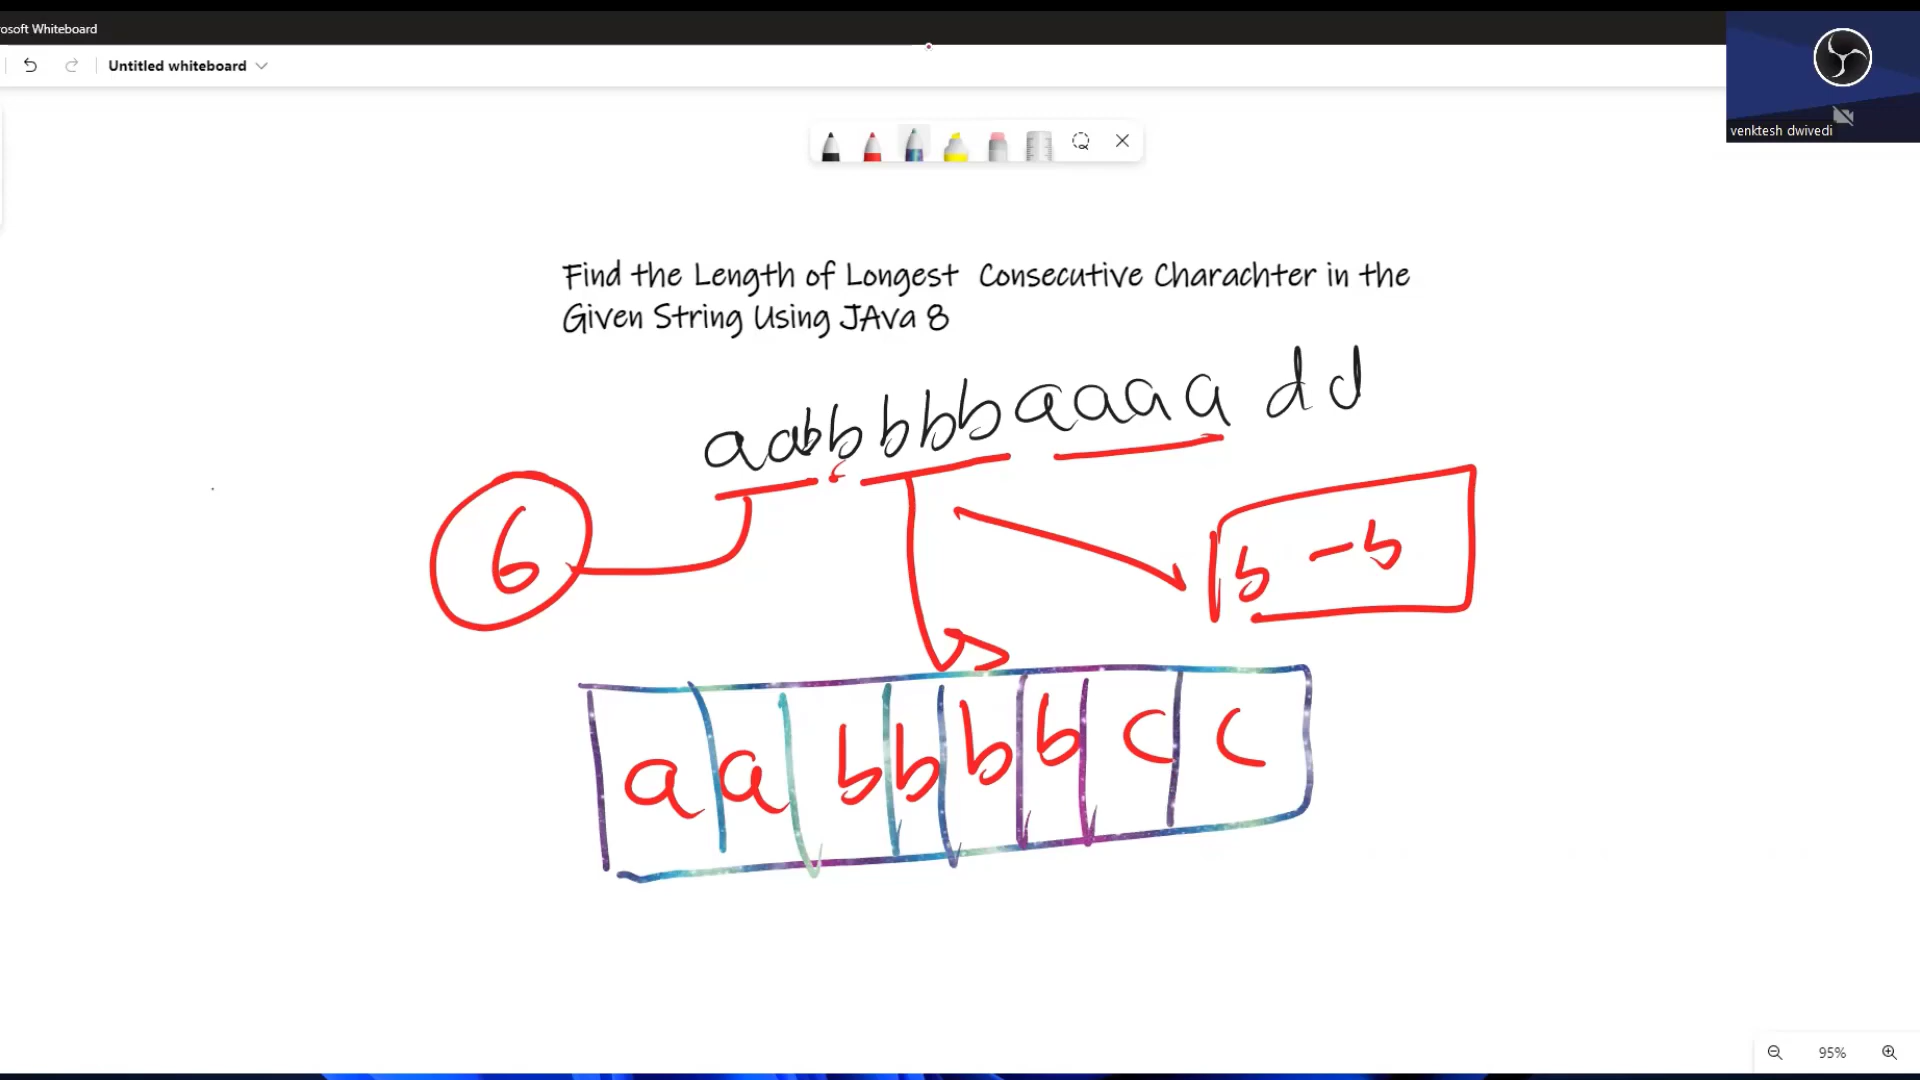 osoft Whiteboard
Untitled whiteboard
venktesh dwivedi
Find the Length of Longest Consecutive Charachter in the
Given String Using JAva 8
aabbbbbaaaa dd
6
b - b
a a b b b b c c
95%